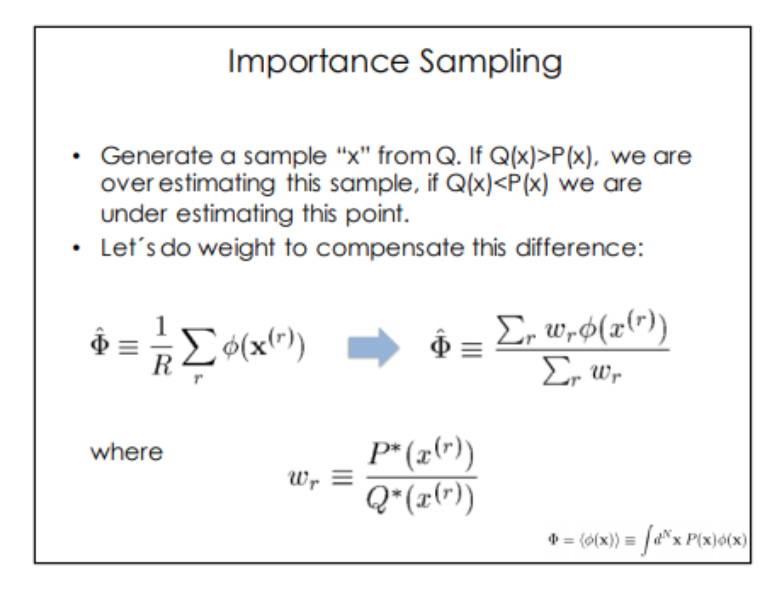 Importance Sampling
• Generate a sample “x” from Q. If Q(x)>P(x), we are
over estimating this sample, if Q(x)<P(x) we are
under estimating this point.
• Let´s do weight to compensate this difference:
$\hat{\Phi} \equiv \frac{1}{R} \sum_r \phi(\mathbf{x}^{(r)})$ $\hat{\Phi} \equiv \frac{\sum_r w_r \phi(x^{(r)})}{\sum_r w_r}$
where $w_r \equiv \frac{P^*(x^{(r)})}{Q^*(x^{(r)})}$
$\Phi = \langle \phi(\mathbf{x}) \rangle \equiv \int d^N \mathbf{x} \, P(\mathbf{x}) \phi(\mathbf{x})$